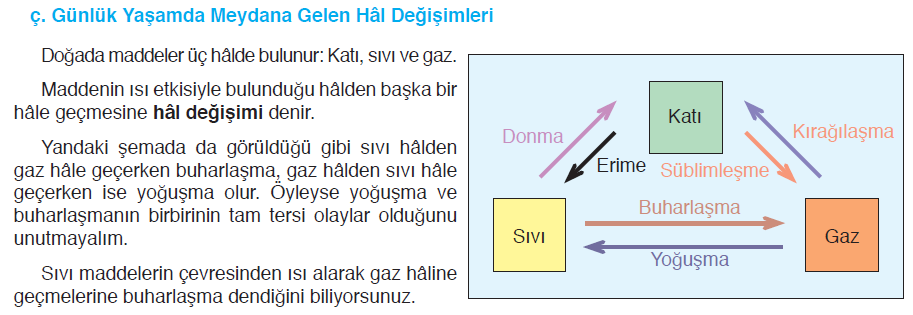 ç. Günlük Yaşamda Meydana Gelen Hâl Değişimleri
Doğada maddeler üç hâlde bulunur: Katı, sıvı ve gaz.
Maddenin ısı etkisiyle bulunduğu hâlden başka bir
hâle geçmesine hâl değişimi denir.
Yandaki şemada da görüldüğü gibi sıvı hâlden
gaz hâle geçerken buharlaşma, gaz hâlden sıvı hâle
geçerken ise yoğuşma olur. Öyleyse yoğuşma ve
buharlaşmanın birbirinin tam tersi olaylar olduğunu
unutmayalım.
Sıvı maddelerin çevresinden ısı alarak gaz hâline
geçmelerine buharlaşma dendiğini biliyorsunuz.
Katı
Donma
Kırağılaşma
Erime
Süblimleşme
Buharlaşma
Sıvı
Gaz
Yoğuşma